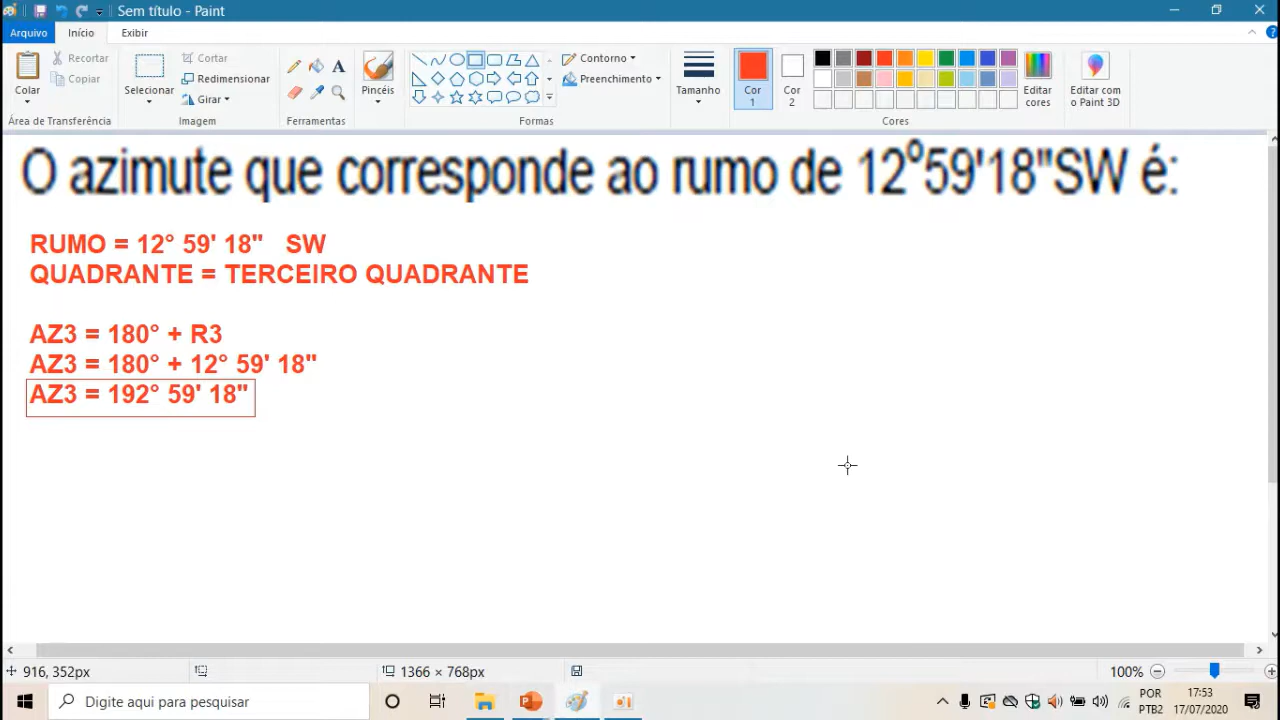 Sem título - Paint
Arquivo Início Exibir
Colar
Recortar
Copiar
Área de Transferência
Selecionar
Cortar
Redimensionar
Girar
Imagem
Ferramentas
Pincéis
Contorno
Preenchimento
Formas
Tamanho
Cor 1
Cor 2
Editar cores
Cores
Editar com o Paint 3D
O azimute que corresponde ao rumo de 12º59'18"SW é:
RUMO = 12° 59' 18" SW
QUADRANTE = TERCEIRO QUADRANTE
AZ3 = 180° + R3
AZ3 = 180° + 12° 59' 18"
AZ3 = 192° 59' 18"
916, 352px
1366 × 768px
100%
Digite aqui para pesquisar
POR
PTB2
17:53
17/07/2020